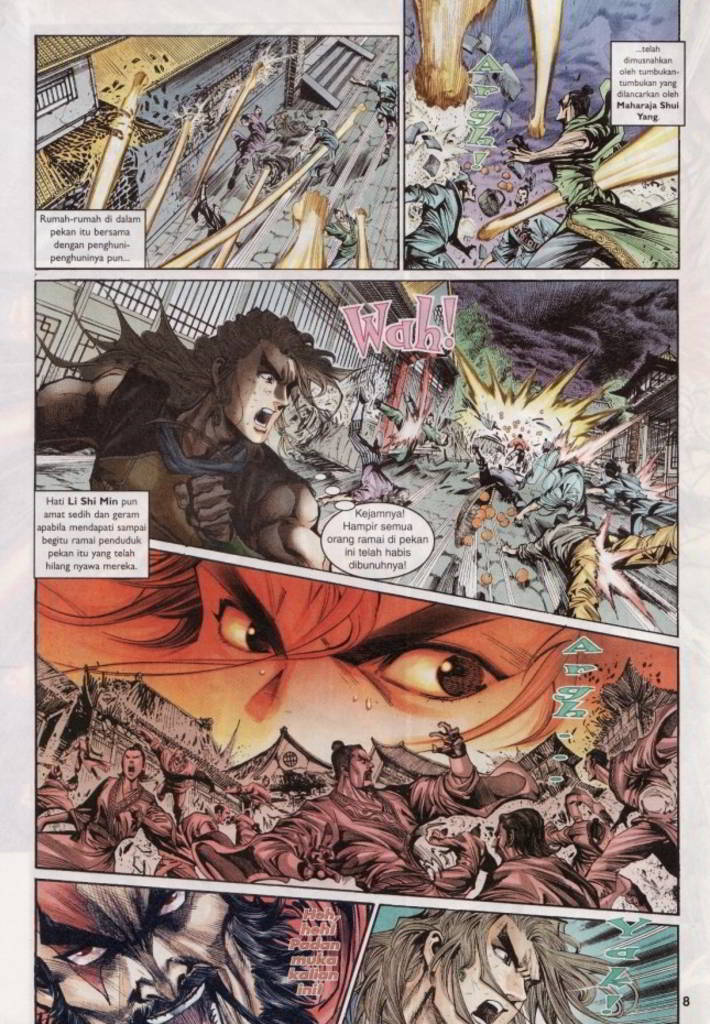 Rumah-rumah di dalam
pekan itu bersama
dengan penghuni-
penghuninya pun...
Argh!
...telah
dimusnahkan
oleh tumbukan-
tumbukan yang
dilancarkan oleh
Maharaja Shui
Yang.
Wah!
Hati Li Shi Min pun
amat sedih dan geram
apabila mendapati sampai
begitu ramai penduduk
pekan itu yang telah
hilang nyawa mereka.
Kejamnya!
Hampir semua
orang ramai di pekan
ini telah habis
dibunuhnya!
Argh...
Heh,
heh!
Padan
muka
kalian
ini!
Yah!
8